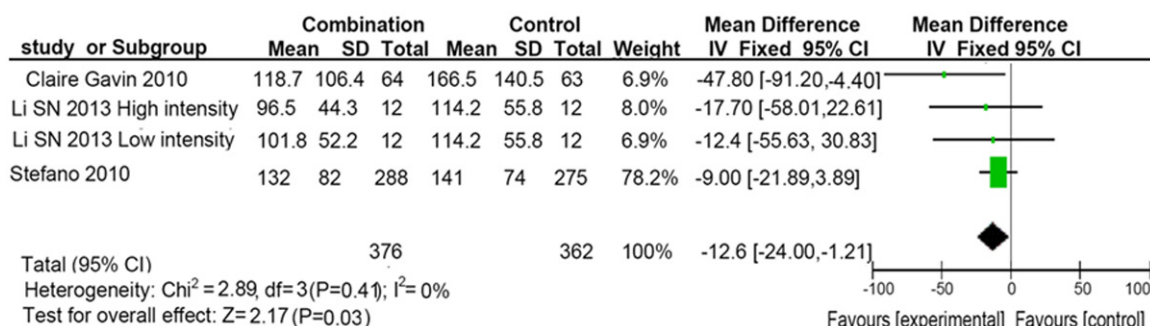 Combination Control Mean Difference Mean Difference
study or Subgroup Mean SD Total Mean SD Total Weight IV Fixed 95% CI IV Fixed 95% CI
Claire Gavin 2010 118.7 106.4 64 166.5 140.5 63 6.9% -47.80 [-91.20,-4.40]
Li SN 2013 High intensity 96.5 44.3 12 114.2 55.8 12 8.0% -17.70 [-58.01,22.61]
Li SN 2013 Low intensity 101.8 52.2 12 114.2 55.8 12 6.9% -12.4 [-55.63, 30.83]
Stefano 2010 132 82 288 141 74 275 78.2% -9.00 [-21.89,3.89]
Tatal (95% CI) 376 362 100% -12.6 [-24.00,-1.21]
Heterogeneity: Chi² = 2.89, df=3(P=0.41); I²= 0%
Test for overall effect: Z= 2.17 (P=0.03)
-100 -50 0 50 100
Favours [experimental] Favours [control]